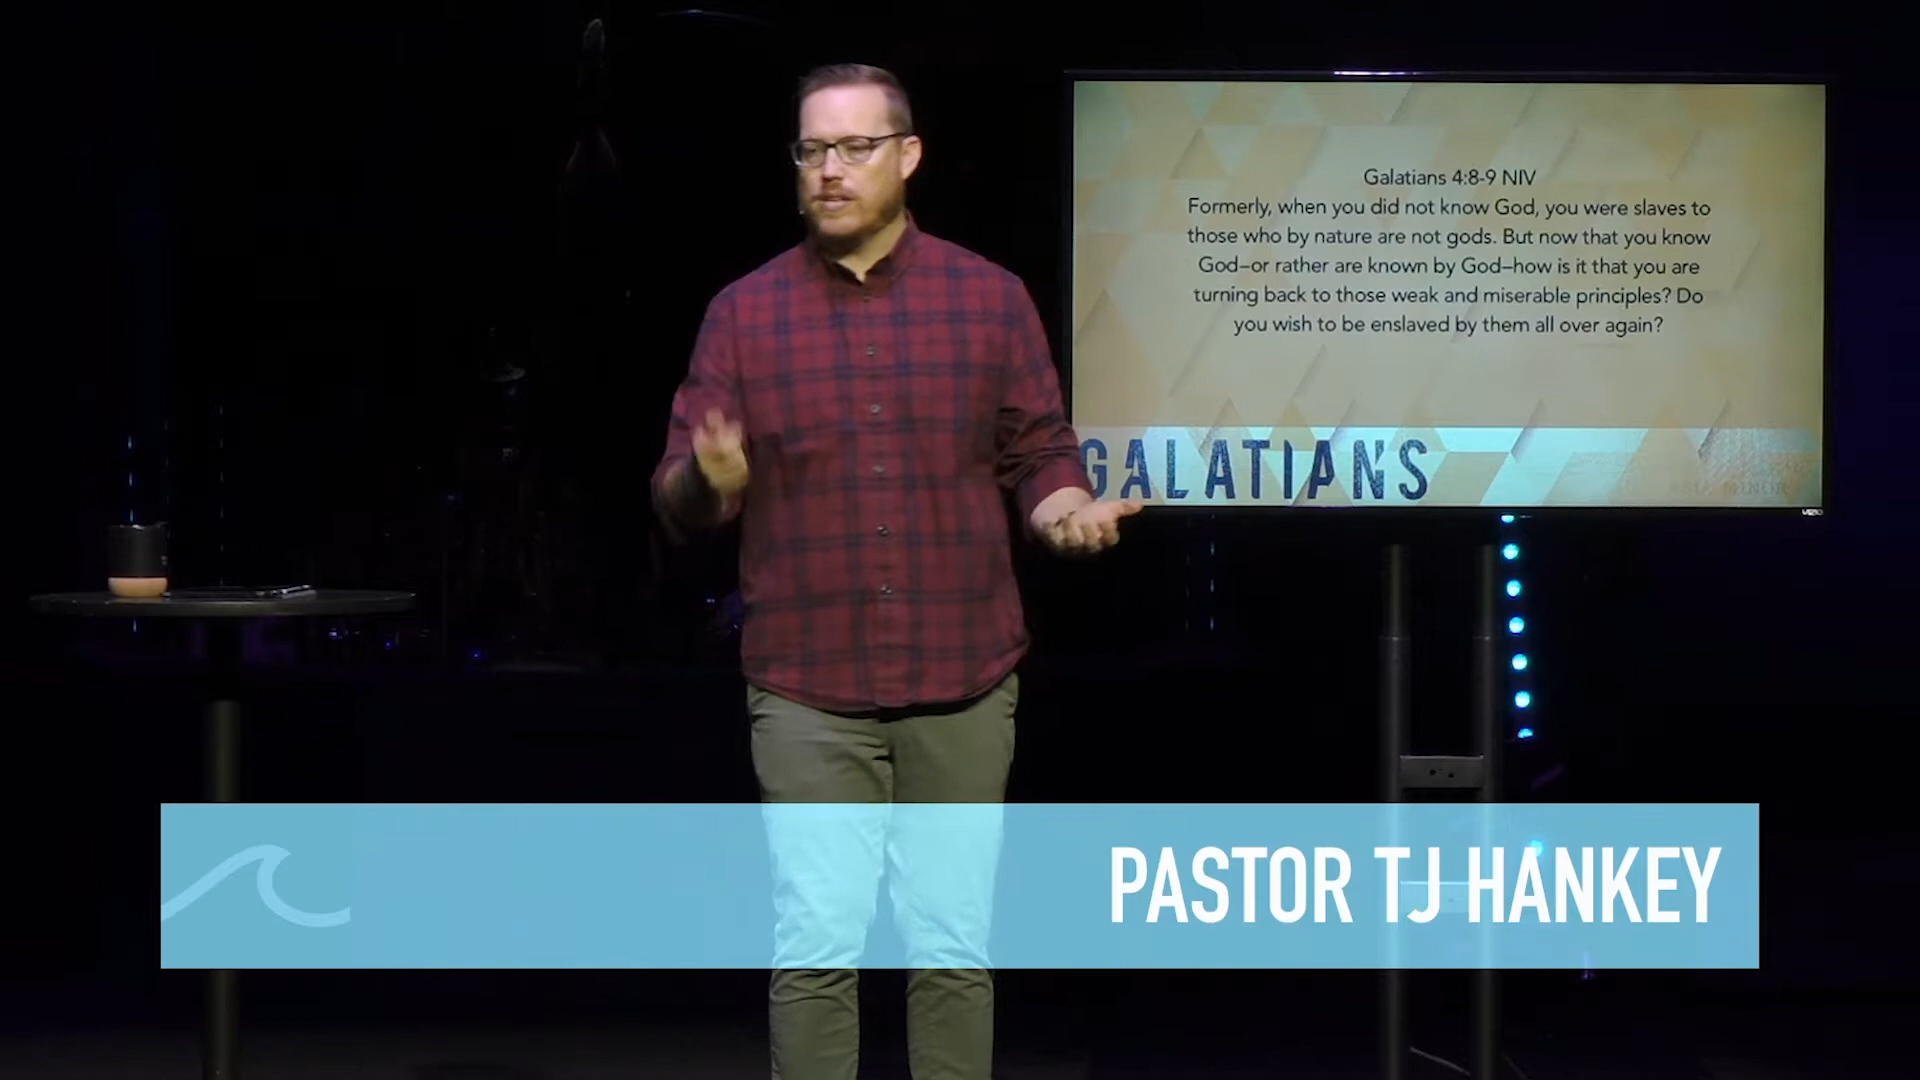 Galatians 4:8-9 NIV
Formerly, when you did not know God, you were slaves to
those who by nature are not gods. But now that you know
God–or rather are known by God–how is it that you are
turning back to those weak and miserable principles? Do
you wish to be enslaved by them all over again?
GALATIANS
MINOR
VIZIO
PASTOR TJ HANKEY